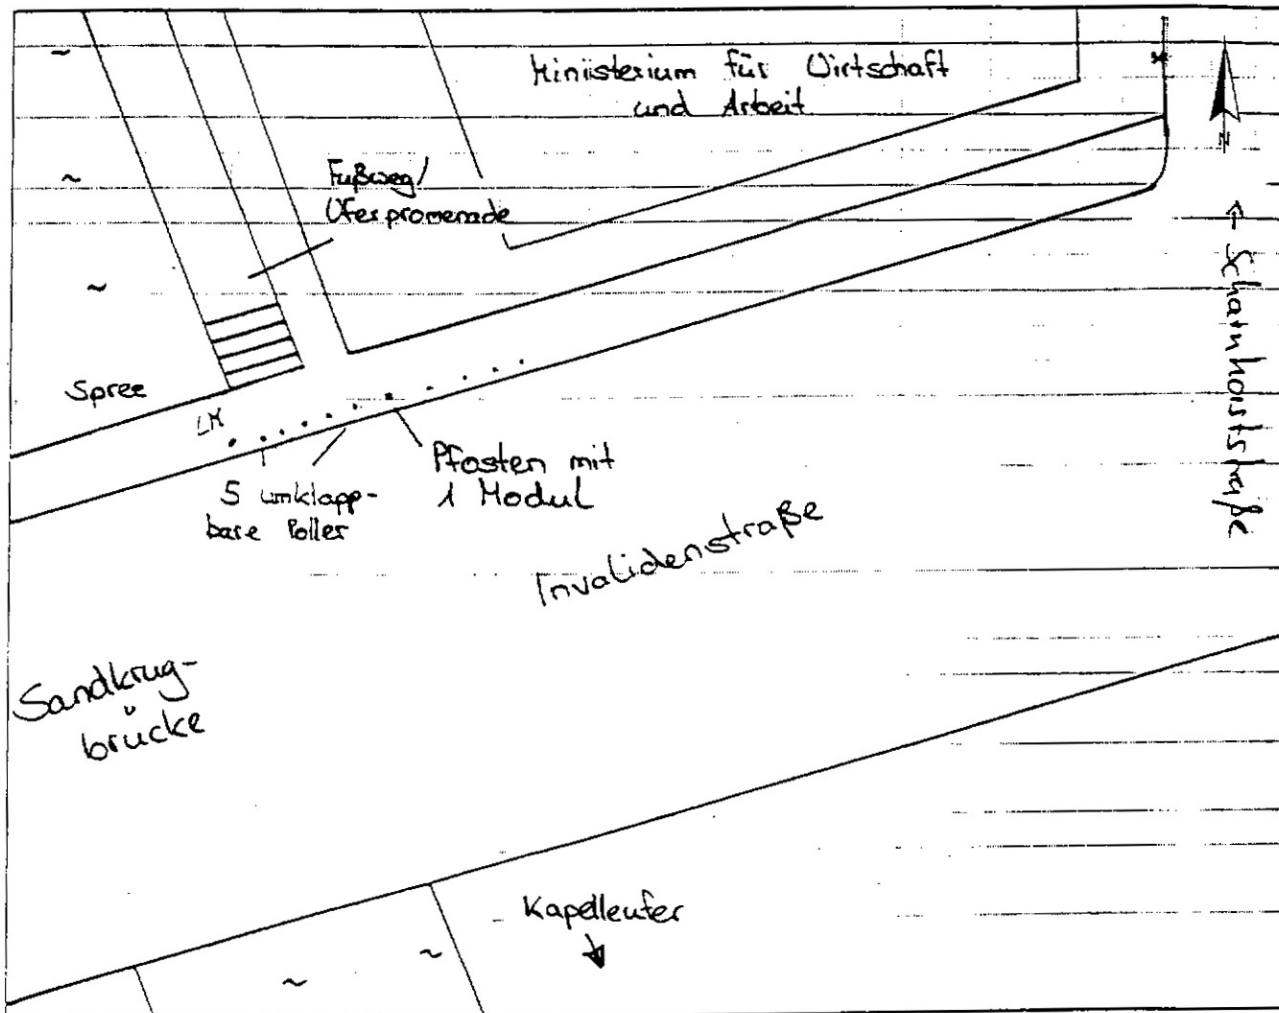 Ministerium für Wirtschaft
und Arbeit
N
Fußweg/
Uferpromenade
← Scharnhorststraße
Spree
LM
5 umklapp-
bare Poller
Pfosten mit
1 Modul
Invalidenstraße
Sandkrug-
brücke
Kapelleufer